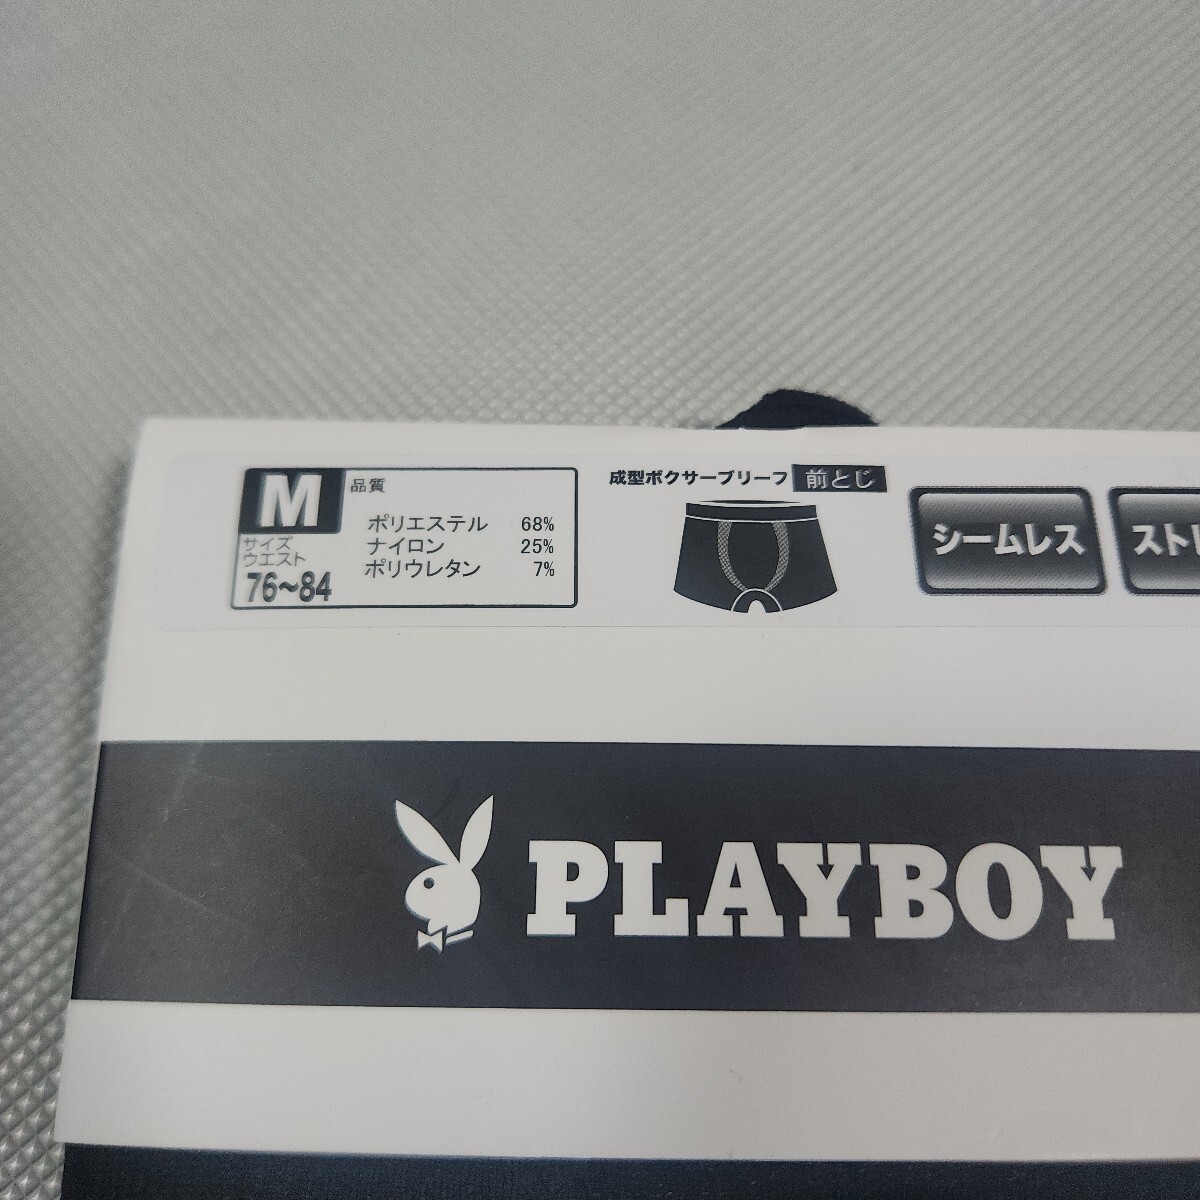 M
サイズ
ウエスト
76~84
品質
ポリエステル 68%
ナイロン 25%
ポリウレタン 7%
成型ボクサーブリーフ 前とじ
シームレス
スト
PLAYBOY